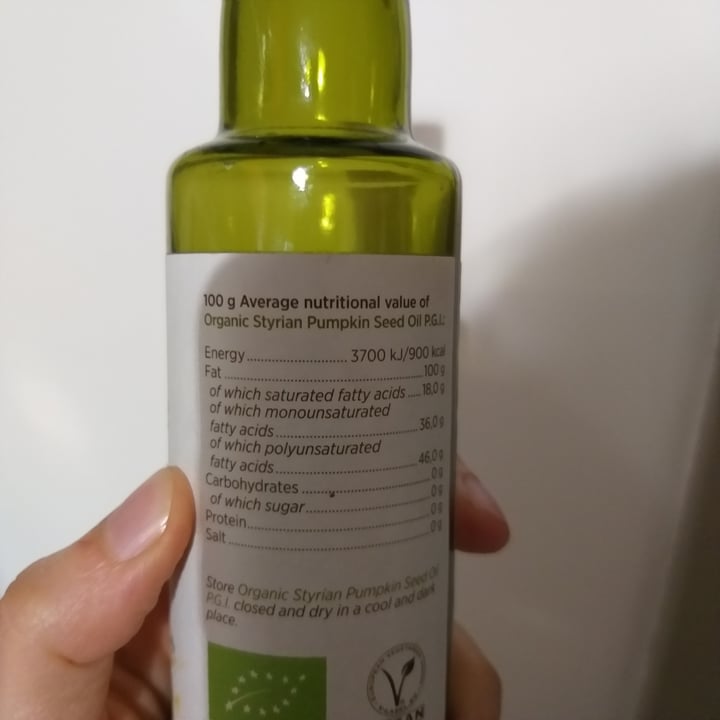 100 g Average nutritional value of
Organic Styrian Pumpkin Seed Oil P.G.I.:
Energy.................... 3700 kJ/900 kcal
Fat ........................................ 100 g
of which saturated fatty acids .... 18,0 g
of which monounsaturated
fatty acids............................. 36,0 g
of which polyunsaturated
fatty acids............................. 46,0 g
Carbohydrates ........................ 0 g
of which sugar........................ 0 g
Protein................................... 0 g
Salt........................................ 0 g
Store Organic Styrian Pumpkin Seed Oil
P.G.I. closed and dry in a cool and dark
place.
EUROPEAN